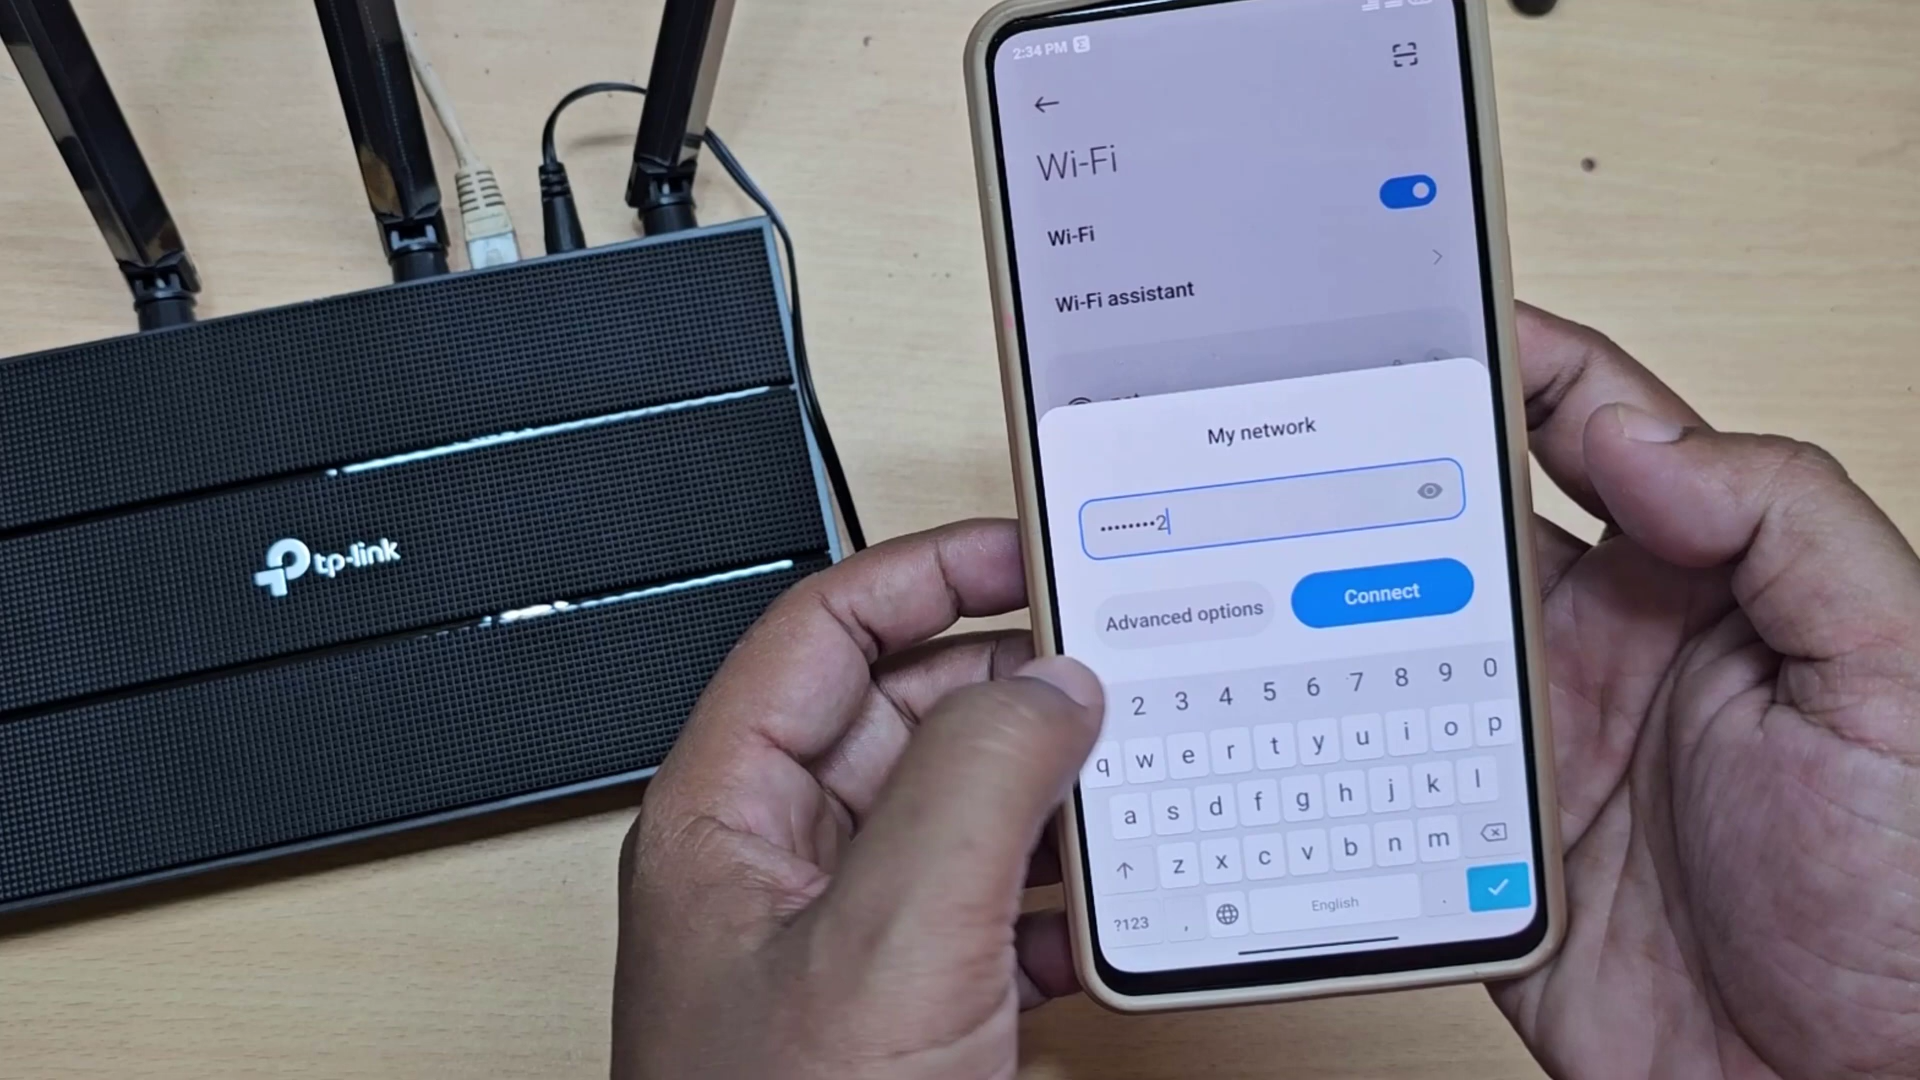 tp-link
2:34 PM
Wi-Fi
Wi-Fi
Wi-Fi assistant
My network
••••••••2
Advanced options
Connect
2 3 4 5 6 7 8 9 0
q w e r t y u i o p
a s d f g h j k l
z x c v b n m
?123 , English .